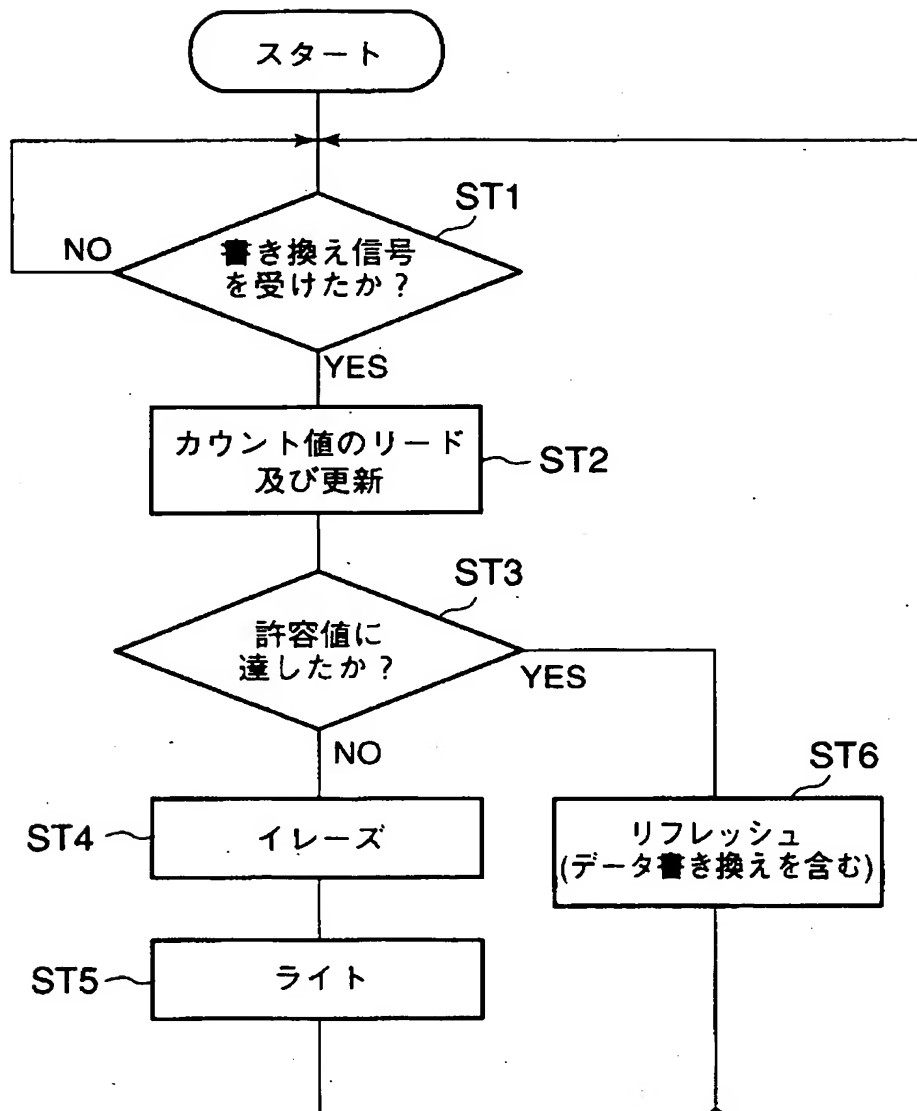 スタート
ST1
NO
書き換え信号
を受けたか？
YES
カウント値のリード
及び更新
ST2
ST3
許容値に
達したか？
YES
NO
ST6
ST4
イレーズ
リフレッシュ
(データ書き換えを含む)
ST5
ライト